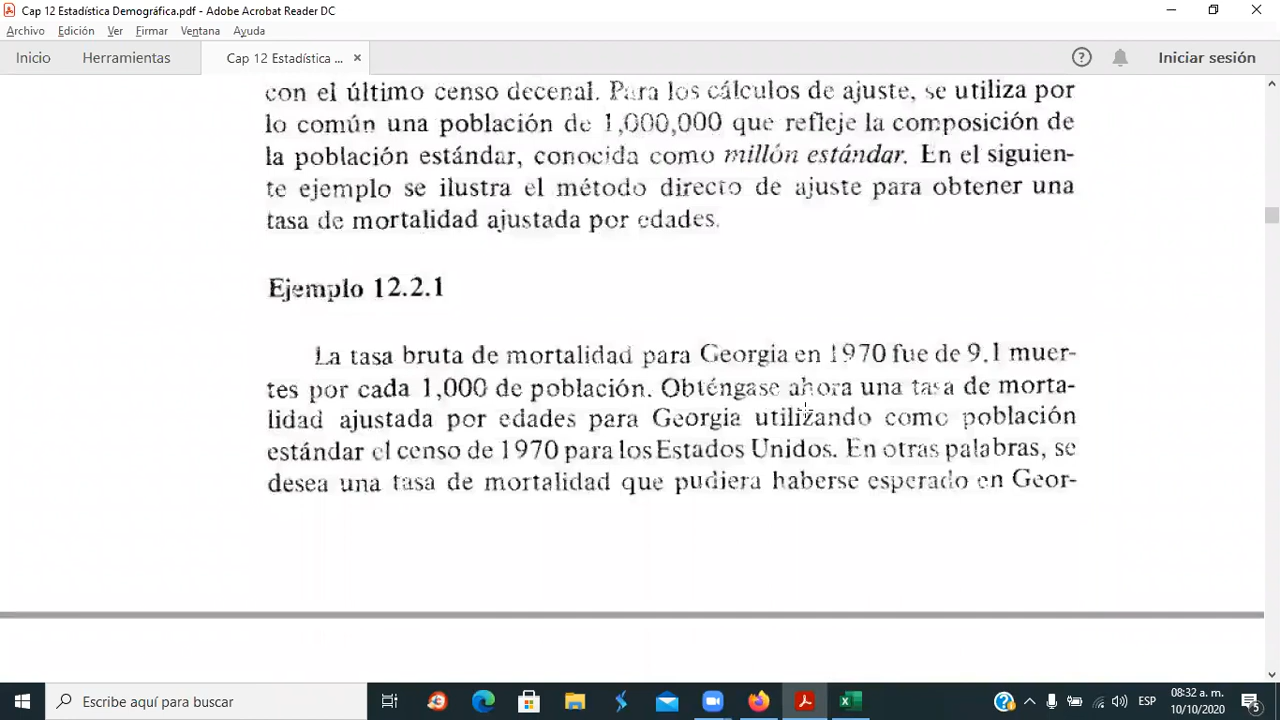 Cap 12 Estadística Demográfica.pdf - Adobe Acrobat Reader DC
Archivo Edición Ver Firmar Ventana Ayuda
Inicio Herramientas Cap 12 Estadística ... × Iniciar sesión
con el último censo decenal. Para los cálculos de ajuste, se utiliza por
lo común una población de 1,000,000 que refleje la composición de
la población estándar, conocida como millón estándar. En el siguien-
te ejemplo se ilustra el método directo de ajuste para obtener una
tasa de mortalidad ajustada por edades.
Ejemplo 12.2.1
La tasa bruta de mortalidad para Georgia en 1970 fue de 9.1 muer-
tes por cada 1,000 de población. Obténgase ahora una tasa de morta-
lidad ajustada por edades para Georgia utilizando como población
estándar el censo de 1970 para los Estados Unidos. En otras palabras, se
desea una tasa de mortalidad que pudiera haberse esperado en Geor-
Escribe aquí para buscar
ESP
08:32 a. m.
10/10/2020
5